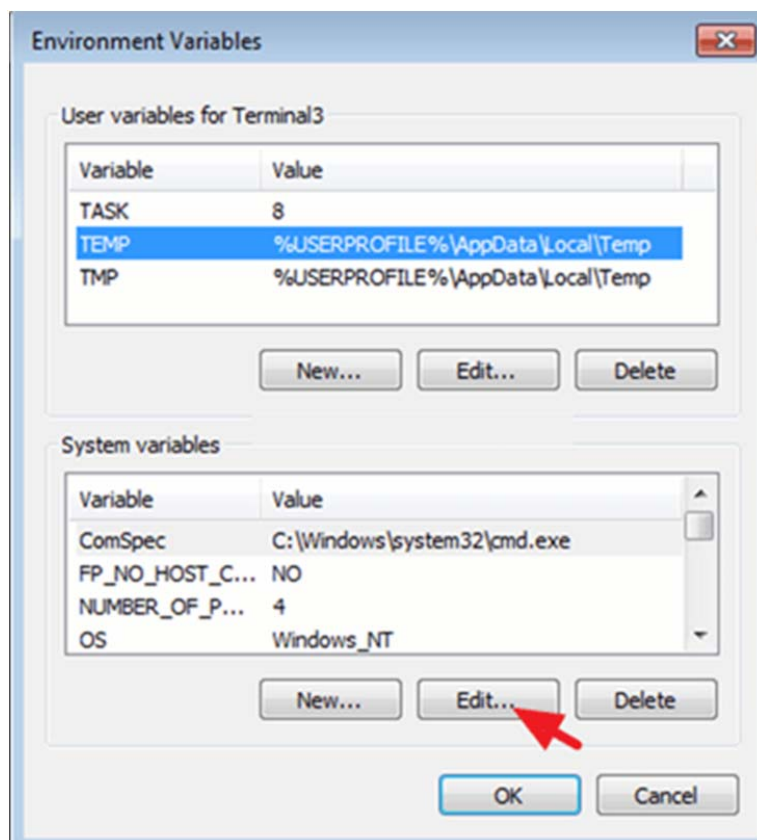 Environment Variables
User variables for Terminal3
Variable Value
TASK 8
TEMP %USERPROFILE%\AppData\Local\Temp
TMP %USERPROFILE%\AppData\Local\Temp
New... Edit... Delete
System variables
Variable Value
ComSpec C:\Windows\system32\cmd.exe
FP_NO_HOST_C... NO
NUMBER_OF_P... 4
OS Windows_NT
New... Edit... Delete
OK Cancel